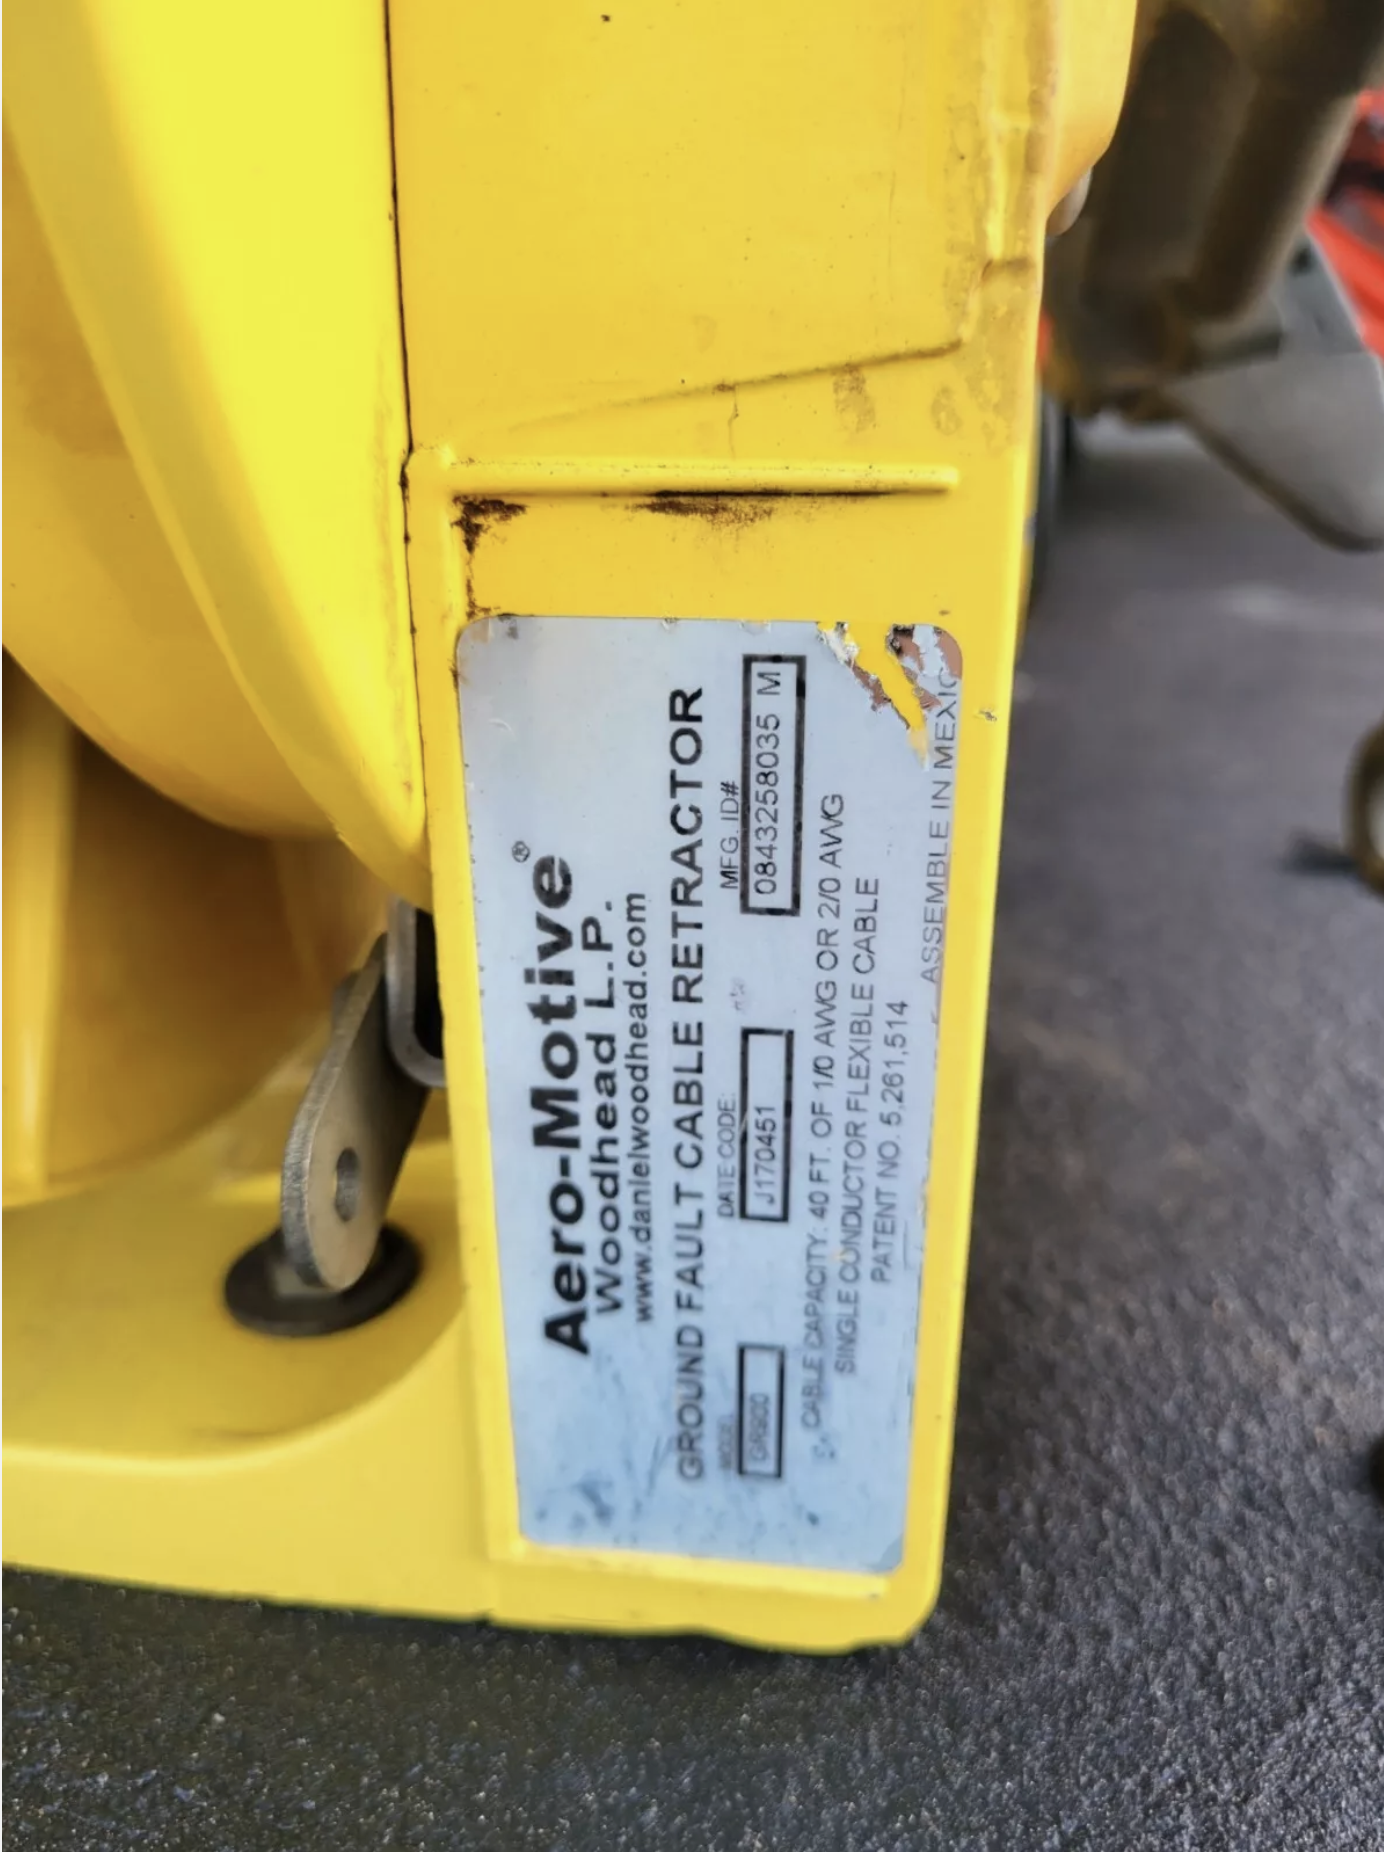 Aero-Motive®
Woodhead L.P.
www.danielwoodhead.com
GROUND FAULT CABLE RETRACTOR
MODEL DATE CODE: MFG. ID#
J170451 0843258035 M
CABLE CAPACITY: 40 FT. OF 1/0 AWG OR 2/0 AWG
SINGLE CONDUCTOR FLEXIBLE CABLE
PATENT NO. 5,261,514
ASSEMBLE IN MEXIC